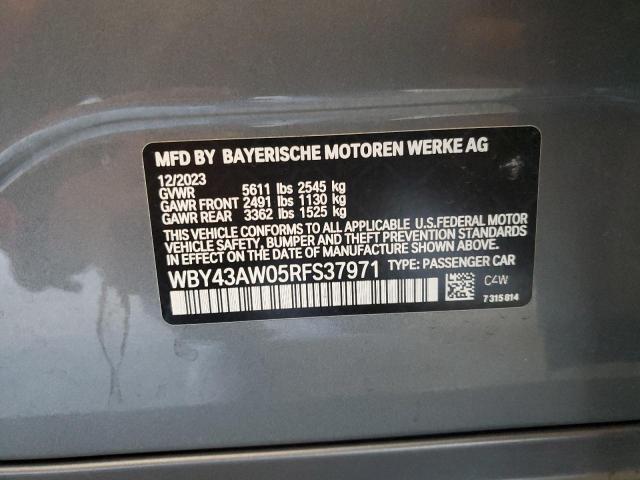 MFD BY BAYERISCHE MOTOREN WERKE AG
12/2023
GVWR 5611 lbs 2545 kg
GAWR FRONT 2491 lbs 1130 kg
GAWR REAR 3362 lbs 1525 kg
THIS VEHICLE CONFORMS TO ALL APPLICABLE U.S.FEDERAL MOTOR
VEHICLE SAFETY, BUMPER AND THEFT PREVENTION STANDARDS
IN EFFECT ON THE DATE OF MANUFACTURE SHOWN ABOVE.
WBY43AW05RFS37971 TYPE: PASSENGER CAR
C4W
7 315 814